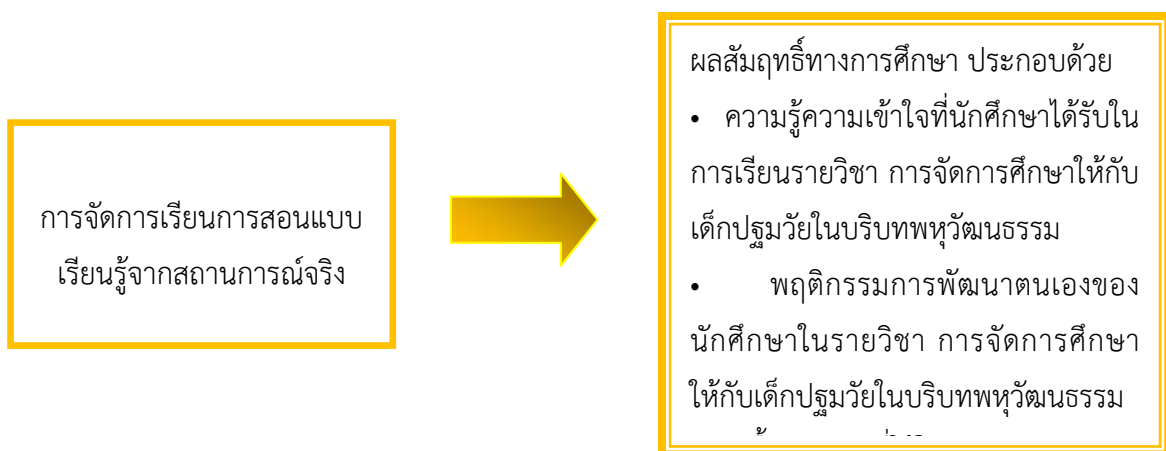 การจัดการเรียนการสอนแบบ
เรียนรู้จากสถานการณ์จริง
ผลสัมฤทธิ์ทางการศึกษา ประกอบด้วย
• ความรู้ความเข้าใจที่นักศึกษาได้รับใน
การเรียนรายวิชา การจัดการศึกษาให้กับ
เด็กปฐมวัยในบริบทพหุวัฒนธรรม
• พฤติกรรมการพัฒนาตนเองของ
นักศึกษาในรายวิชา การจัดการศึกษา
ให้กับเด็กปฐมวัยในบริบทพหุวัฒนธรรม